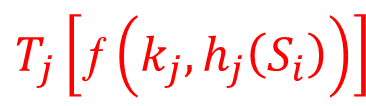 T_j [f (k_j, h_j(S_i))]